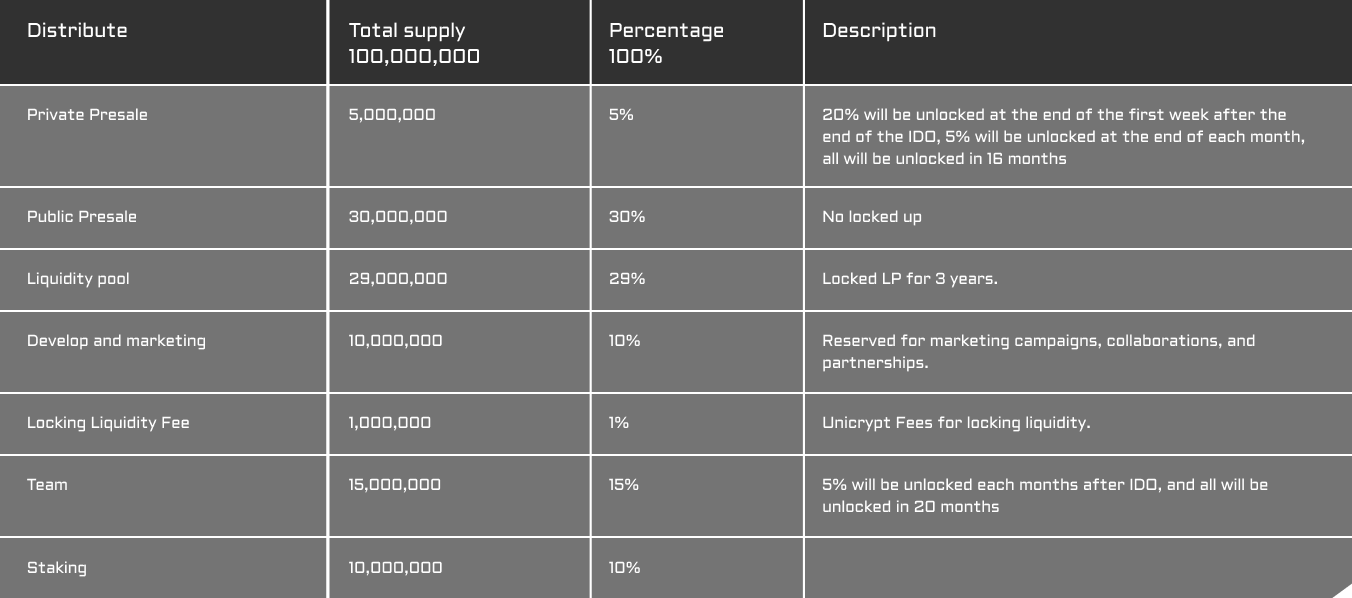 Distribute
Total supply
100,000,000
Percentage
100%
Description
Private Presale
5,000,000
5%
20% will be unlocked at the end of the first week after the
end of the IDO, 5% will be unlocked at the end of each month,
all will be unlocked in 16 months
Public Presale
30,000,000
30%
No locked up
Liquidity pool
29,000,000
29%
Locked LP for 3 years.
Develop and marketing
10,000,000
10%
Reserved for marketing campaigns, collaborations, and
partnerships.
Locking Liquidity Fee
1,000,000
1%
Unicrypt Fees for locking liquidity.
Team
15,000,000
15%
5% will be unlocked each months after IDO, and all will be
unlocked in 20 months
Staking
10,000,000
10%